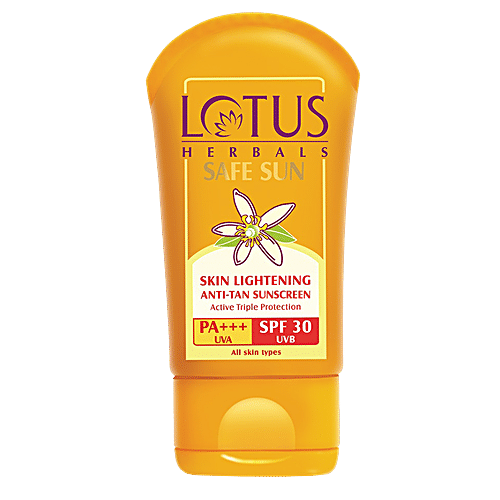 LOTUS
HERBALS
SAFE SUN
SKIN LIGHTENING
ANTI-TAN SUNSCREEN
Active Triple Protection
PA+++ SPF 30
UVA UVB
All skin types